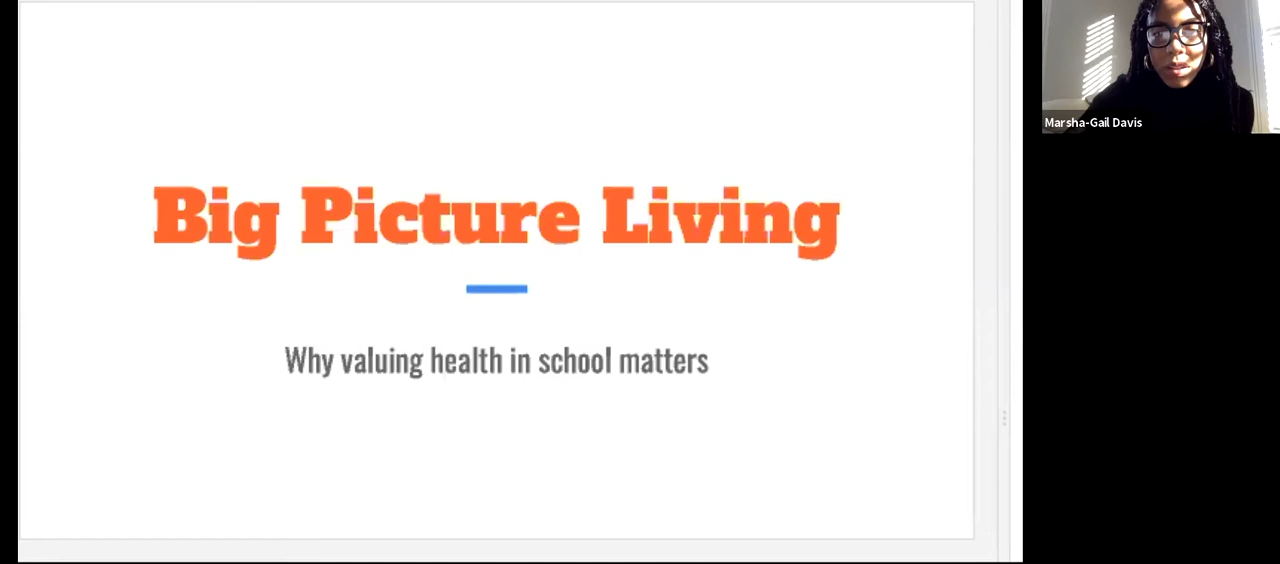 Big Picture Living
Why valuing health in school matters
Marsha-Gail Davis